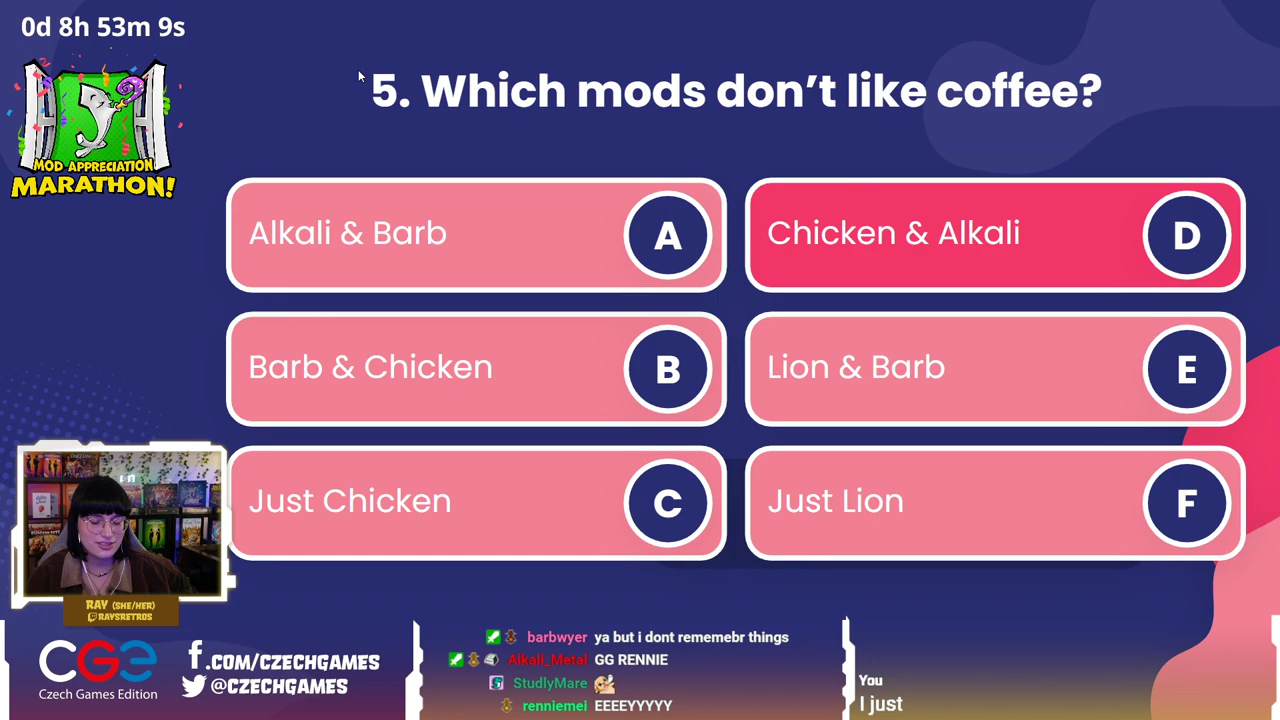 0d 8h 53m 9s
MOD APPRECIATION
MARATHON!
5. Which mods don’t like coffee?
Alkali & Barb A
Chicken & Alkali D
Barb & Chicken B
Lion & Barb E
Just Chicken C
Just Lion F
RAY (SHE/HER)
RAYSRETROS
CGE
Czech Games Edition
f.COM/CZECHGAMES
@CZECHGAMES
barbwyer ya but i dont rememebr things
Alkali_Metal GG RENNIE
StudlyMare
renniemei EEEEYYYYY
You
I just